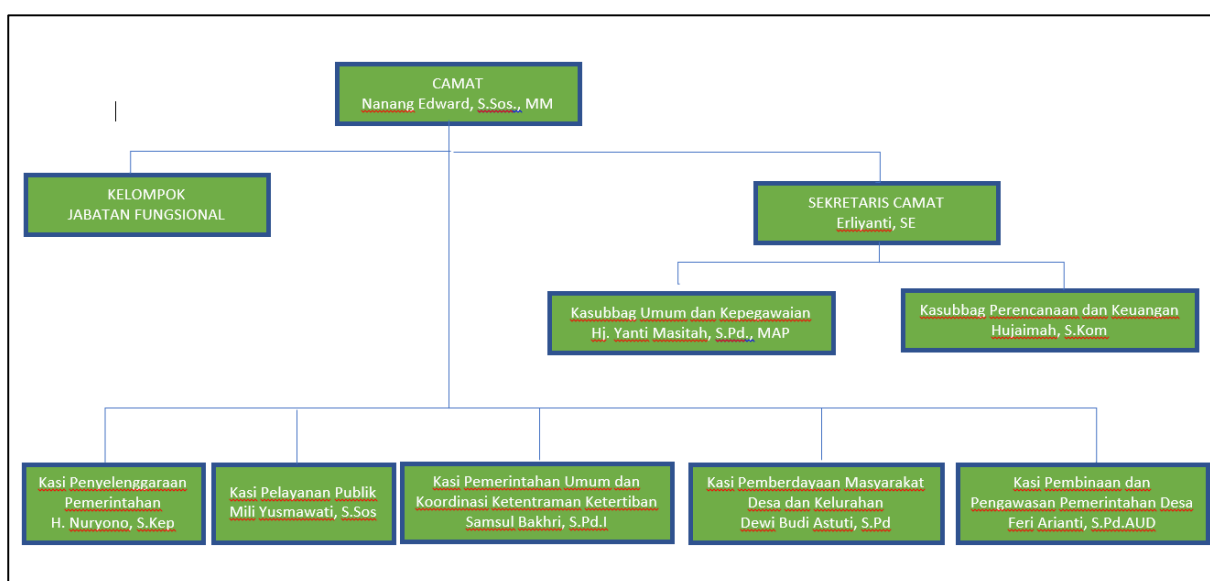 CAMAT
Nanang Edward, S.Sos., MM
KELOMPOK
JABATAN FUNGSIONAL
SEKRETARIS CAMAT
Erliyanti, SE
Kasubbag Umum dan Kepegawaian
Hj. Yanti Masitah, S.Pd., MAP
Kasubbag Perencanaan dan Keuangan
Hujaimah, S.Kom
Kasi Penyelenggaraan
Pemerintahan
H. Nuryono, S.Kep
Kasi Pelayanan Publik
Mili Yusmawati, S.Sos
Kasi Pemerintahan Umum dan
Koordinasi Ketentraman Ketertiban
Samsul Bakhri, S.Pd.I
Kasi Pemberdayaan Masyarakat
Desa dan Kelurahan
Dewi Budi Astuti, S.Pd
Kasi Pembinaan dan
Pengawasan Pemerintahan Desa
Feri Arianti, S.Pd.AUD